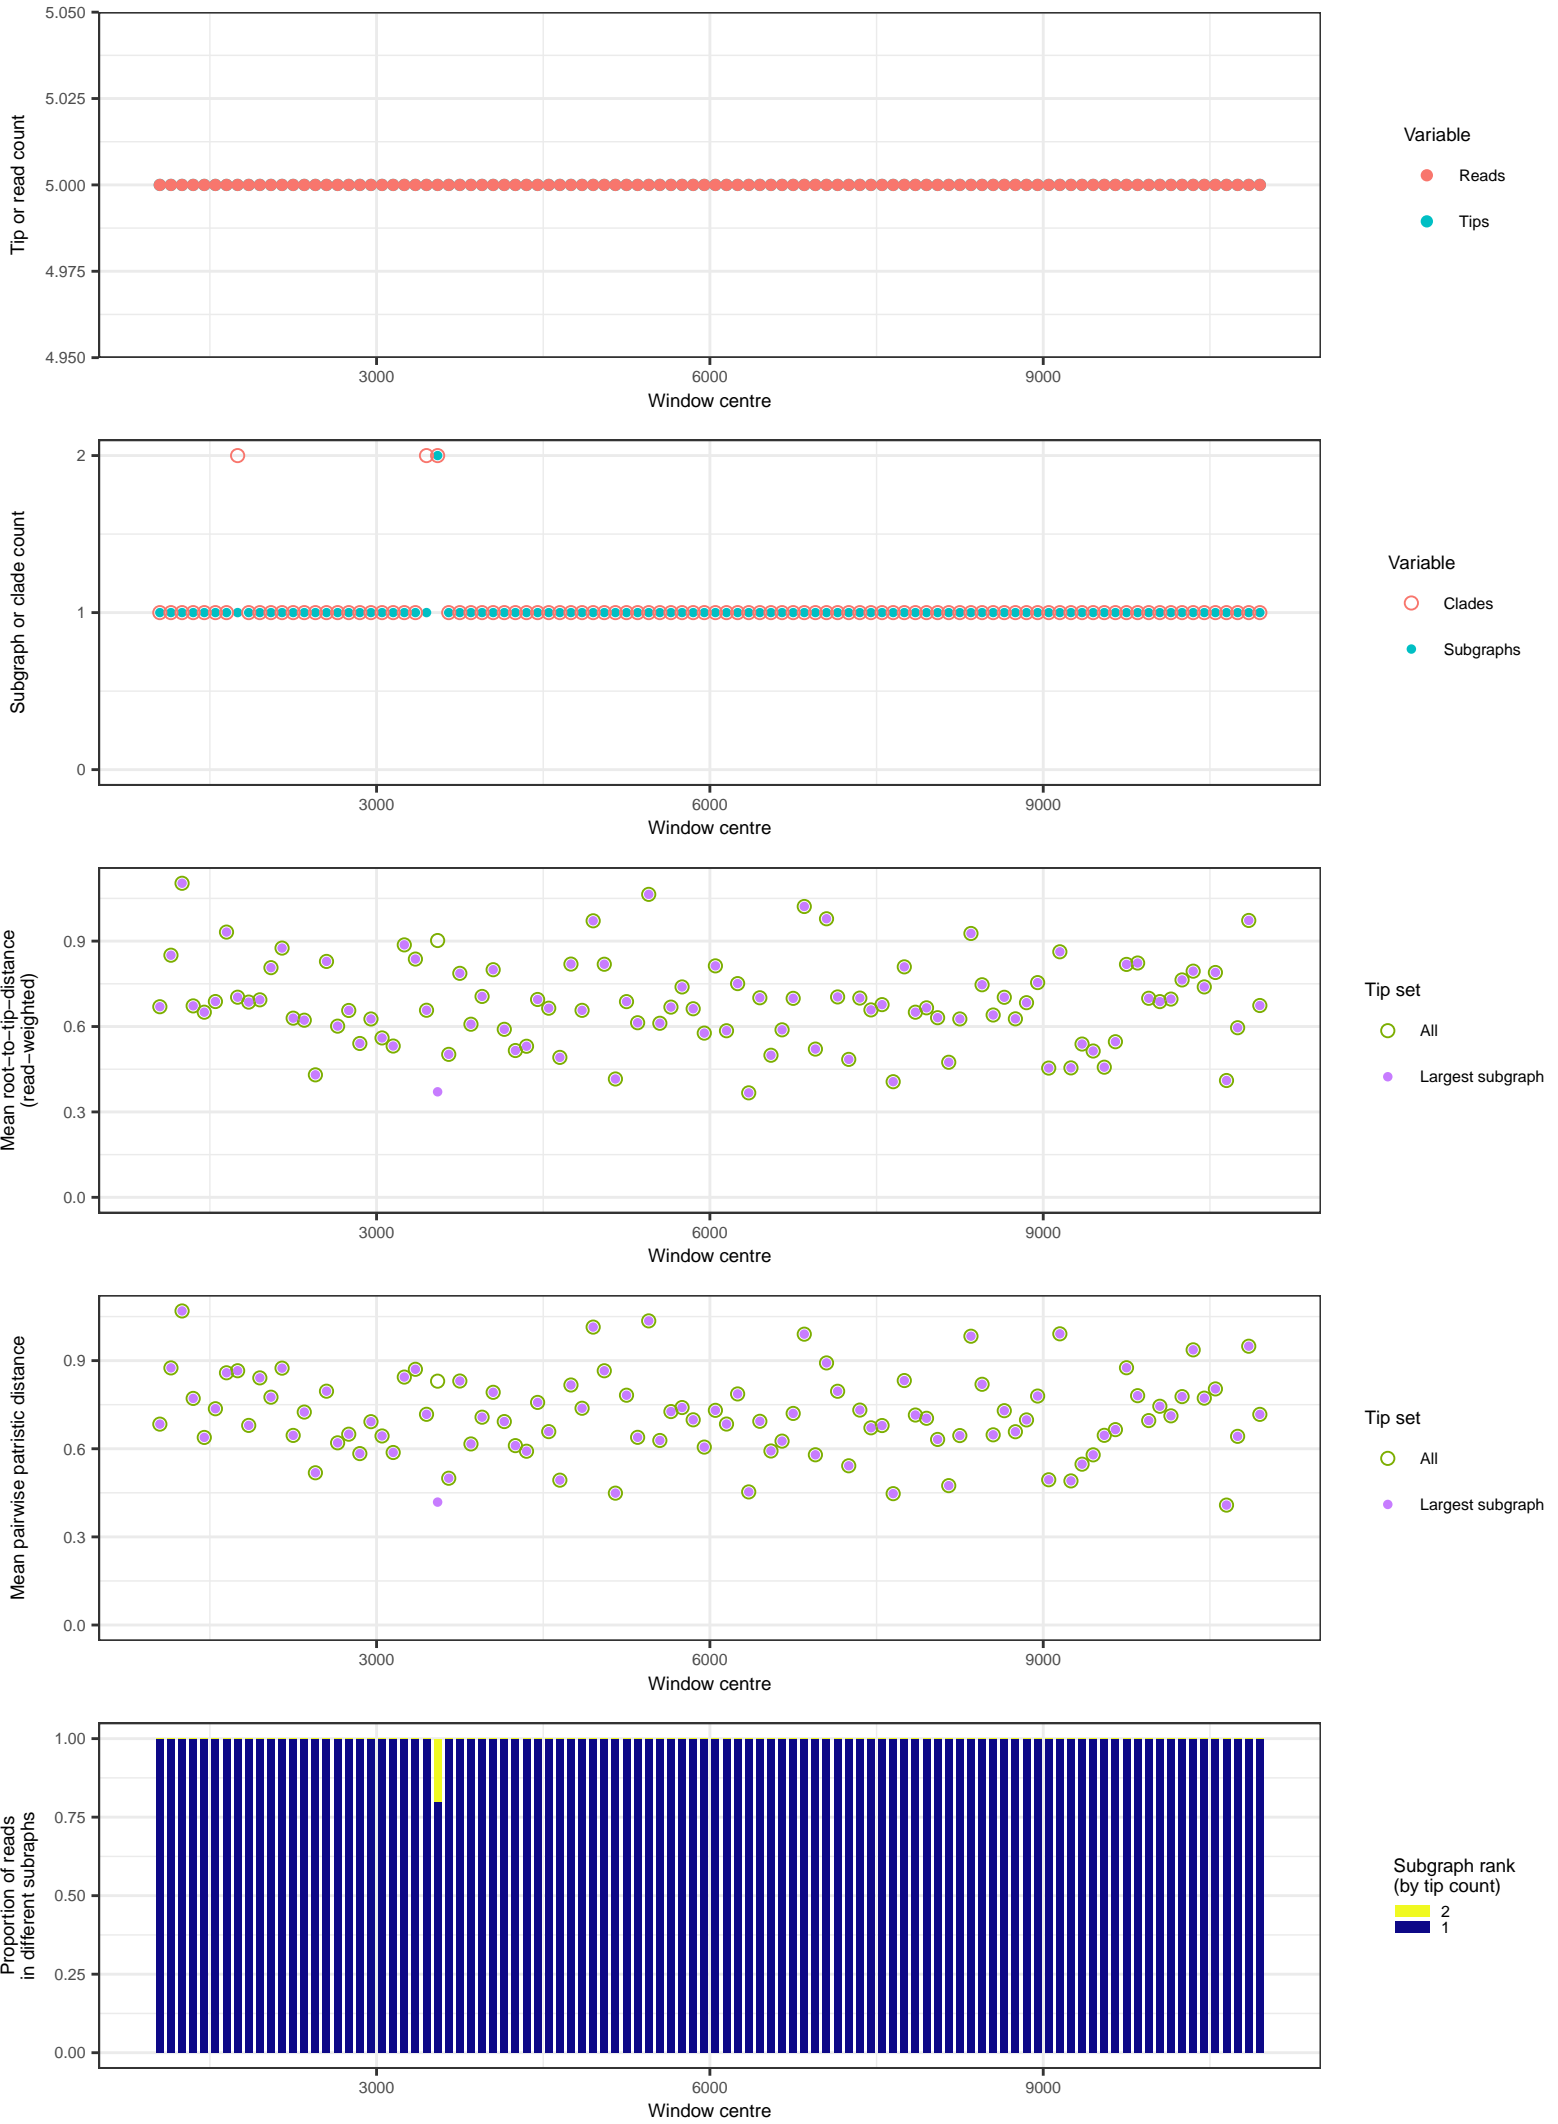 5.050
5.025
5.000
4.975
4.950
Tip or read count
3000
6000
9000
Window centre
Variable
Reads
Tips
2
1
0
Subgraph or clade count
3000
6000
9000
Window centre
Variable
Clades
Subgraphs
0.9
0.6
0.3
0.0
Mean root−to−tip−distance
(read−weighted)
3000
6000
9000
Window centre
Tip set
All
Largest subgraph
0.9
0.6
0.3
0.0
Mean pairwise patristic distance
3000
6000
9000
Window centre
Tip set
All
Largest subgraph
1.00
0.75
0.50
0.25
0.00
Proportion of reads
in different subraphs
3000
6000
9000
Window centre
Subgraph rank
(by tip count)
2
1